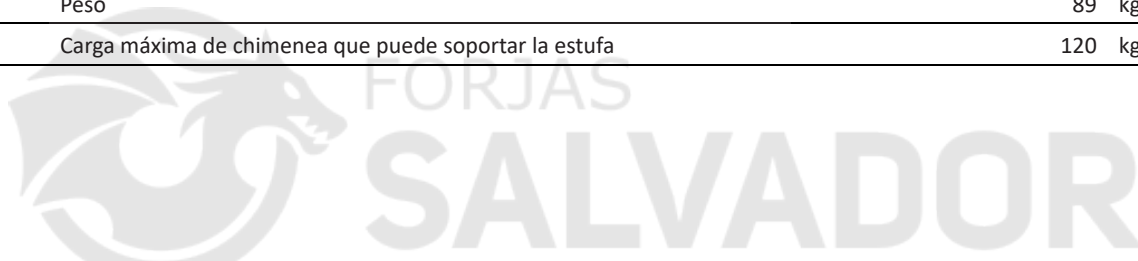 Peso 89 kg
Carga máxima de chimenea que puede soportar la estufa 120 kg
FORJAS
SALVADOR